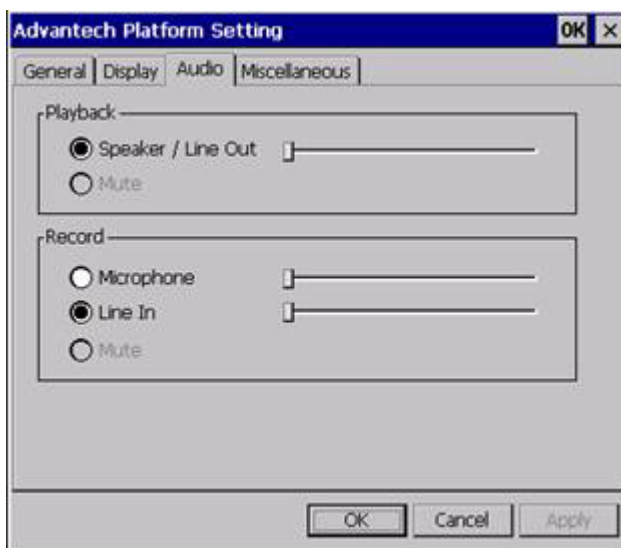 Advantech Platform Setting OK ×
General Display Audio Miscellaneous
Playback
Speaker / Line Out
Mute
Record
Microphone
Line In
Mute
OK Cancel Apply